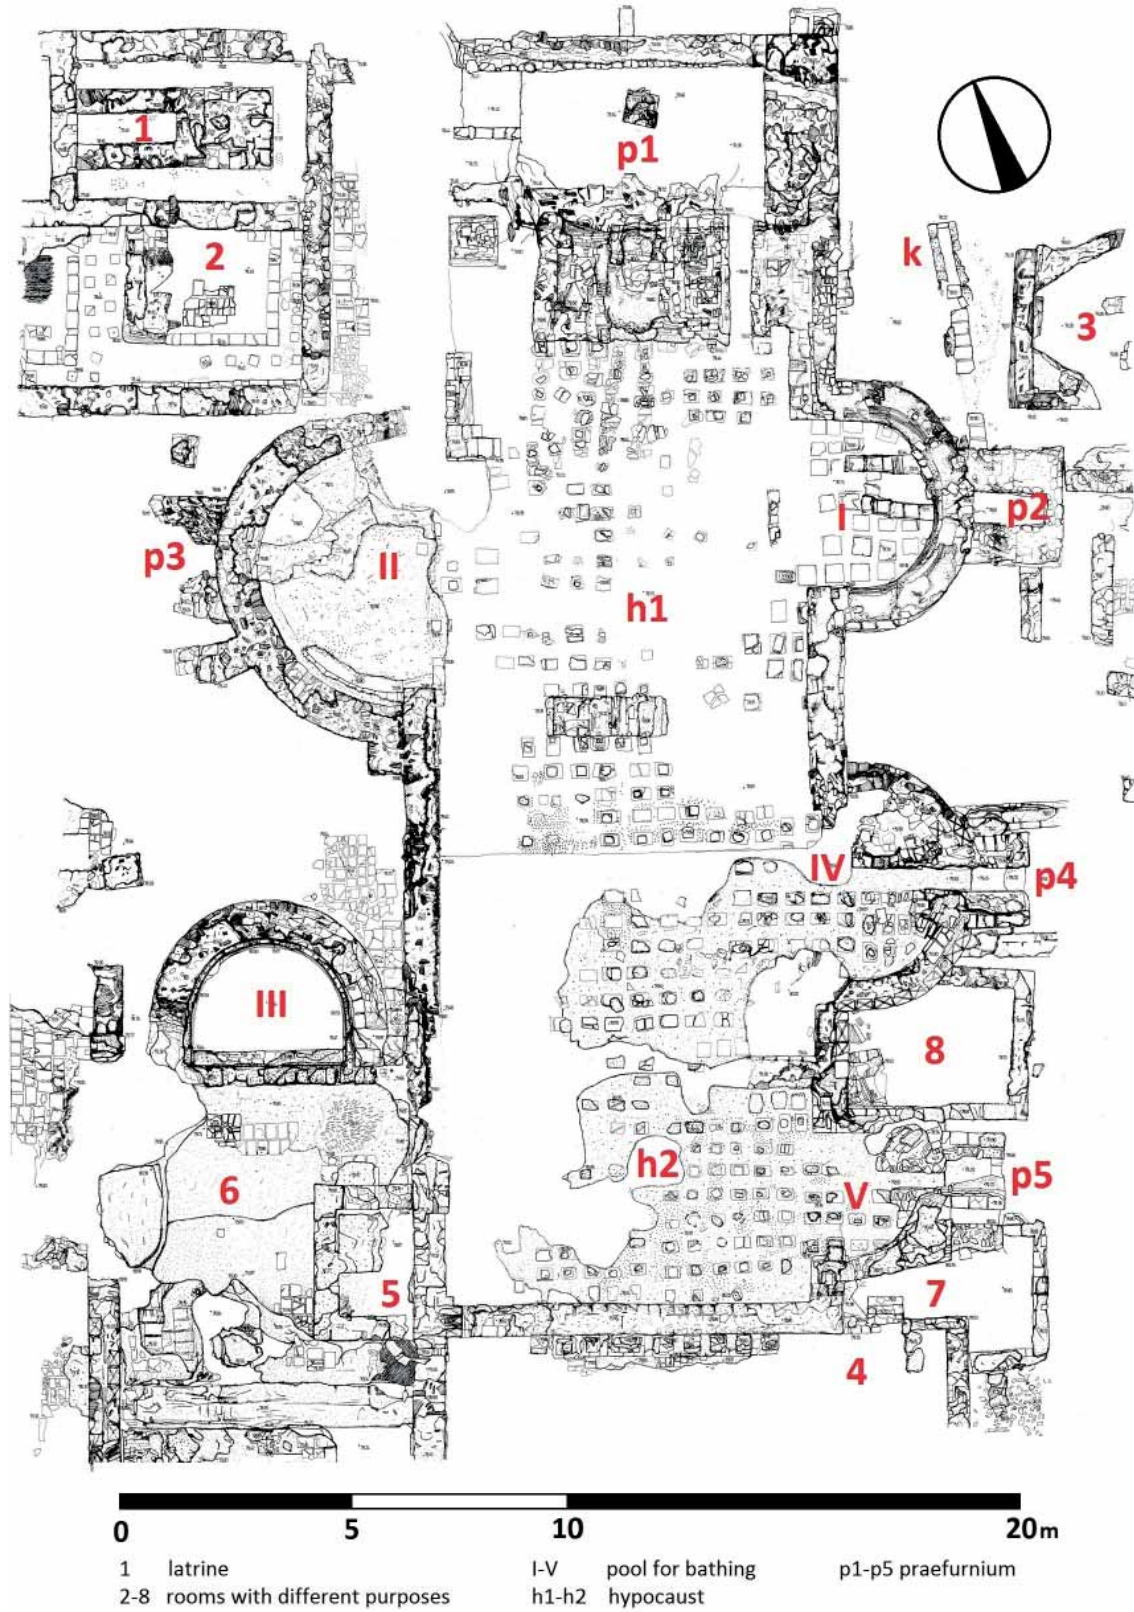 1
p1
2
k
3
I
p2
p3
II
h1
IV
p4
III
8
h2
p5
6
V
5
7
4
0 5 10 20 m
1 latrine I-V pool for bathing p1-p5 praefurnium
2-8 rooms with different purposes h1-h2 hypocaust